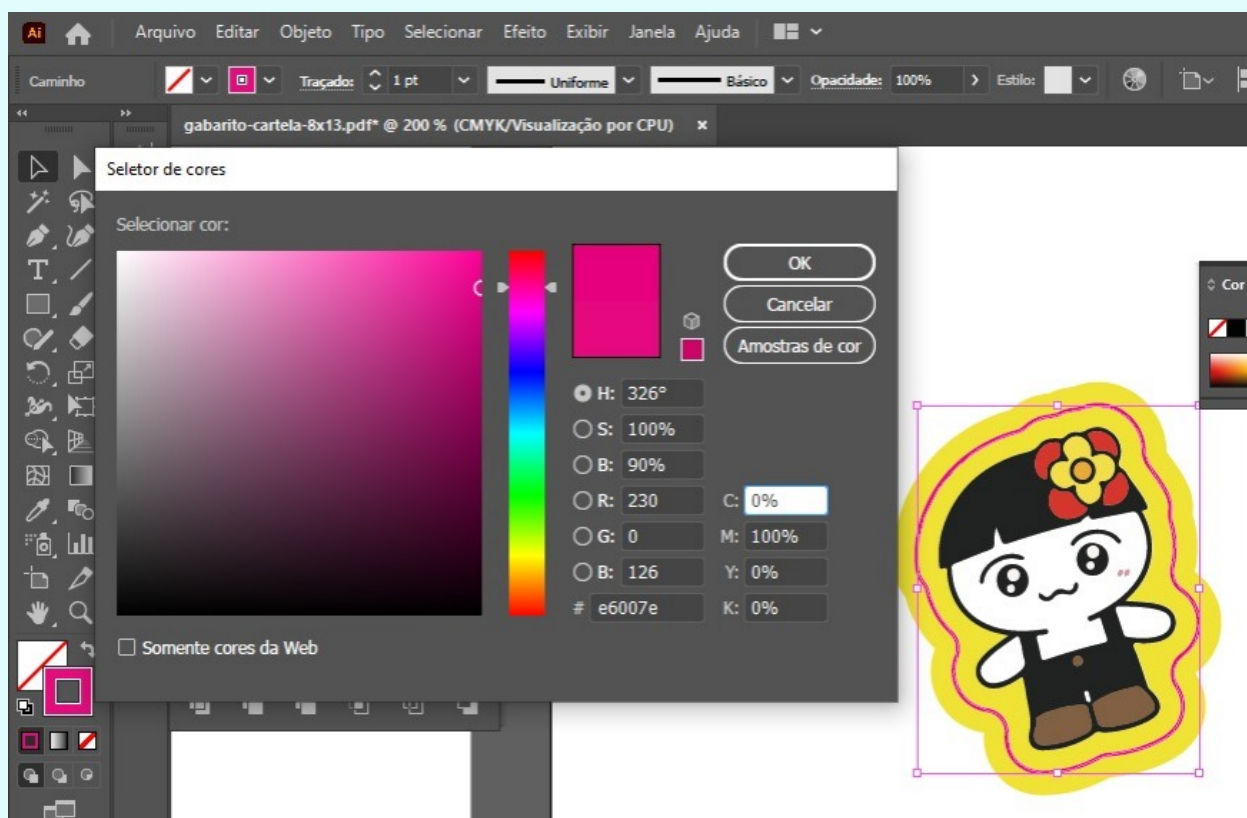 Ai Arquivo Editar Objeto Tipo Selecionar Efeito Exibir Janela Ajuda
Caminho Traçado: 1 pt Uniforme Básico Opacidade: 100% Estilo:
gabarito-cartela-8x13.pdf* @ 200 % (CMYK/Visualização por CPU) ×
Seletor de cores
Selecionar cor:
OK
Cancelar
Amostras de cor
H: 326°
S: 100%
B: 90%
R: 230 C: 0%
G: 0 M: 100%
B: 126 Y: 0%
# e6007e K: 0%
Somente cores da Web
Cor